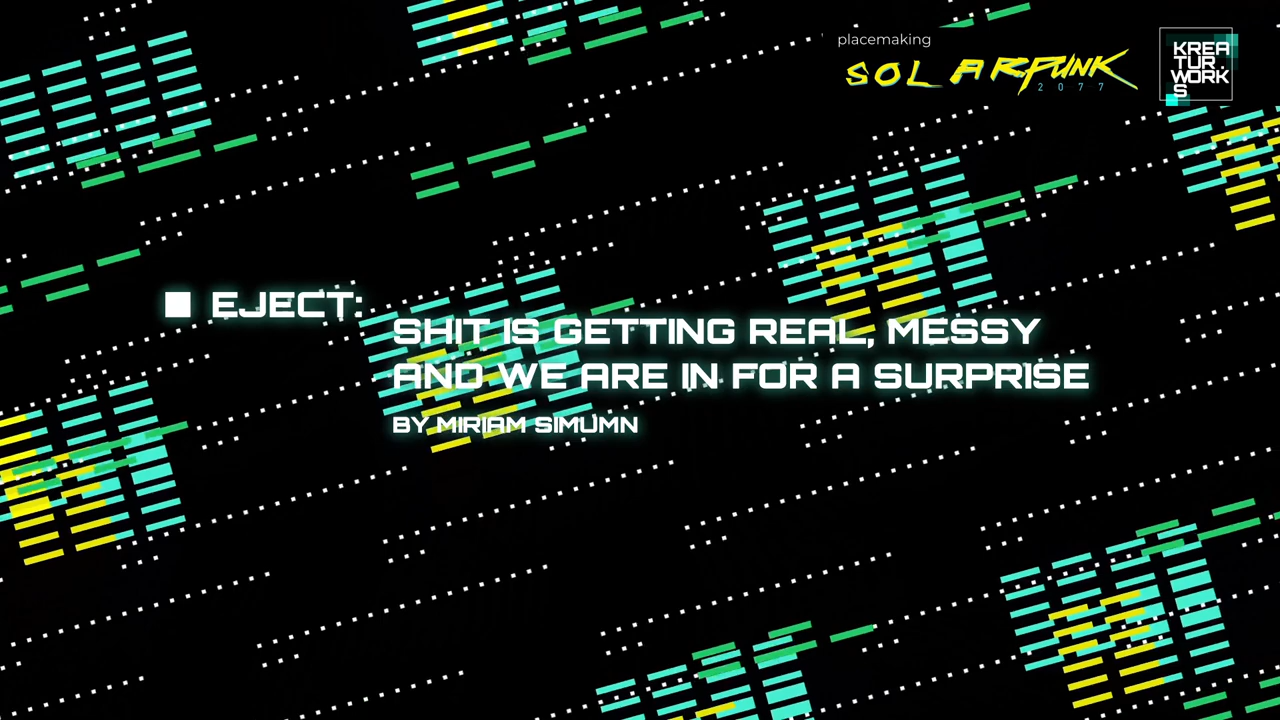 placemaking
SOLARPUNK
2077
KREA
TUR.
WORK
S
■ EJECT:
SHIT IS GETTING REAL, MESSY
AND WE ARE IN FOR A SURPRISE
BY MIRIAM SIMUMN